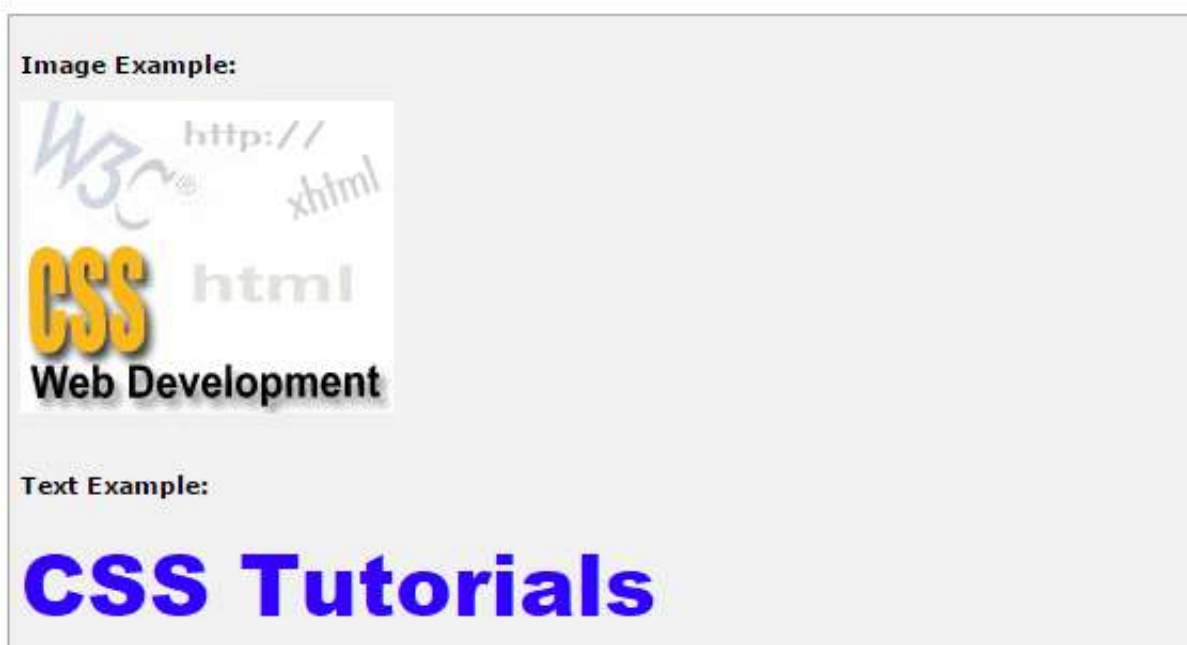 Image Example:
W3C®
http://
xhtml
CSS
html
Web Development
Text Example:
CSS Tutorials